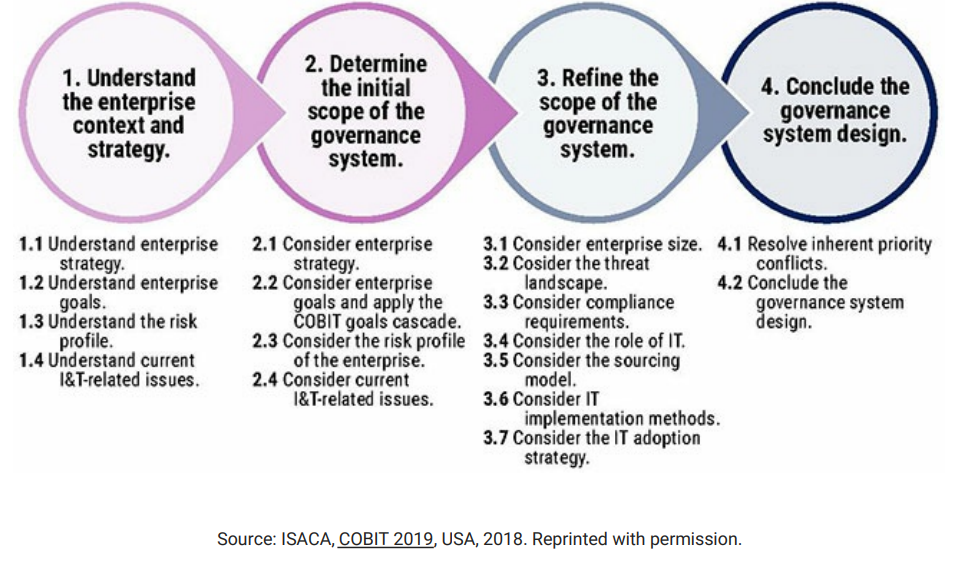 1. Understand
the enterprise
context and
strategy.
2. Determine
the initial
scope of the
governance
system.
3. Refine the
scope of the
governance
system.
4. Conclude the
governance
system design.
1.1 Understand enterprise
strategy.
1.2 Understand enterprise
goals.
1.3 Understand the risk
profile.
1.4 Understand current
I&T-related issues.
2.1 Consider enterprise
strategy.
2.2 Consider enterprise
goals and apply the
COBIT goals cascade.
2.3 Consider the risk profile
of the enterprise.
2.4 Consider current
I&T-related issues.
3.1 Consider enterprise size.
3.2 Cosider the threat
landscape.
3.3 Consider compliance
requirements.
3.4 Consider the role of IT.
3.5 Consider the sourcing
model.
3.6 Consider IT
implementation methods.
3.7 Consider the IT adoption
strategy.
4.1 Resolve inherent priority
conflicts.
4.2 Conclude the
governance system
design.
Source: ISACA, COBIT 2019, USA, 2018. Reprinted with permission.